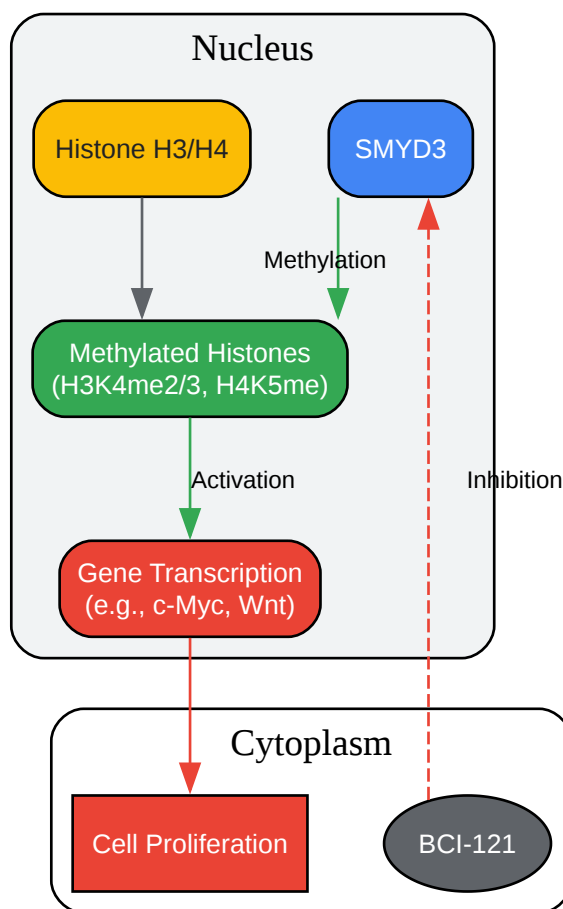 Nucleus
Histone H3/H4
SMYD3
Methylation
Methylated Histones
(H3K4me2/3, H4K5me)
Activation
Inhibition
Gene Transcription
(e.g., c-Myc, Wnt)
Cytoplasm
Cell Proliferation
BCI-121